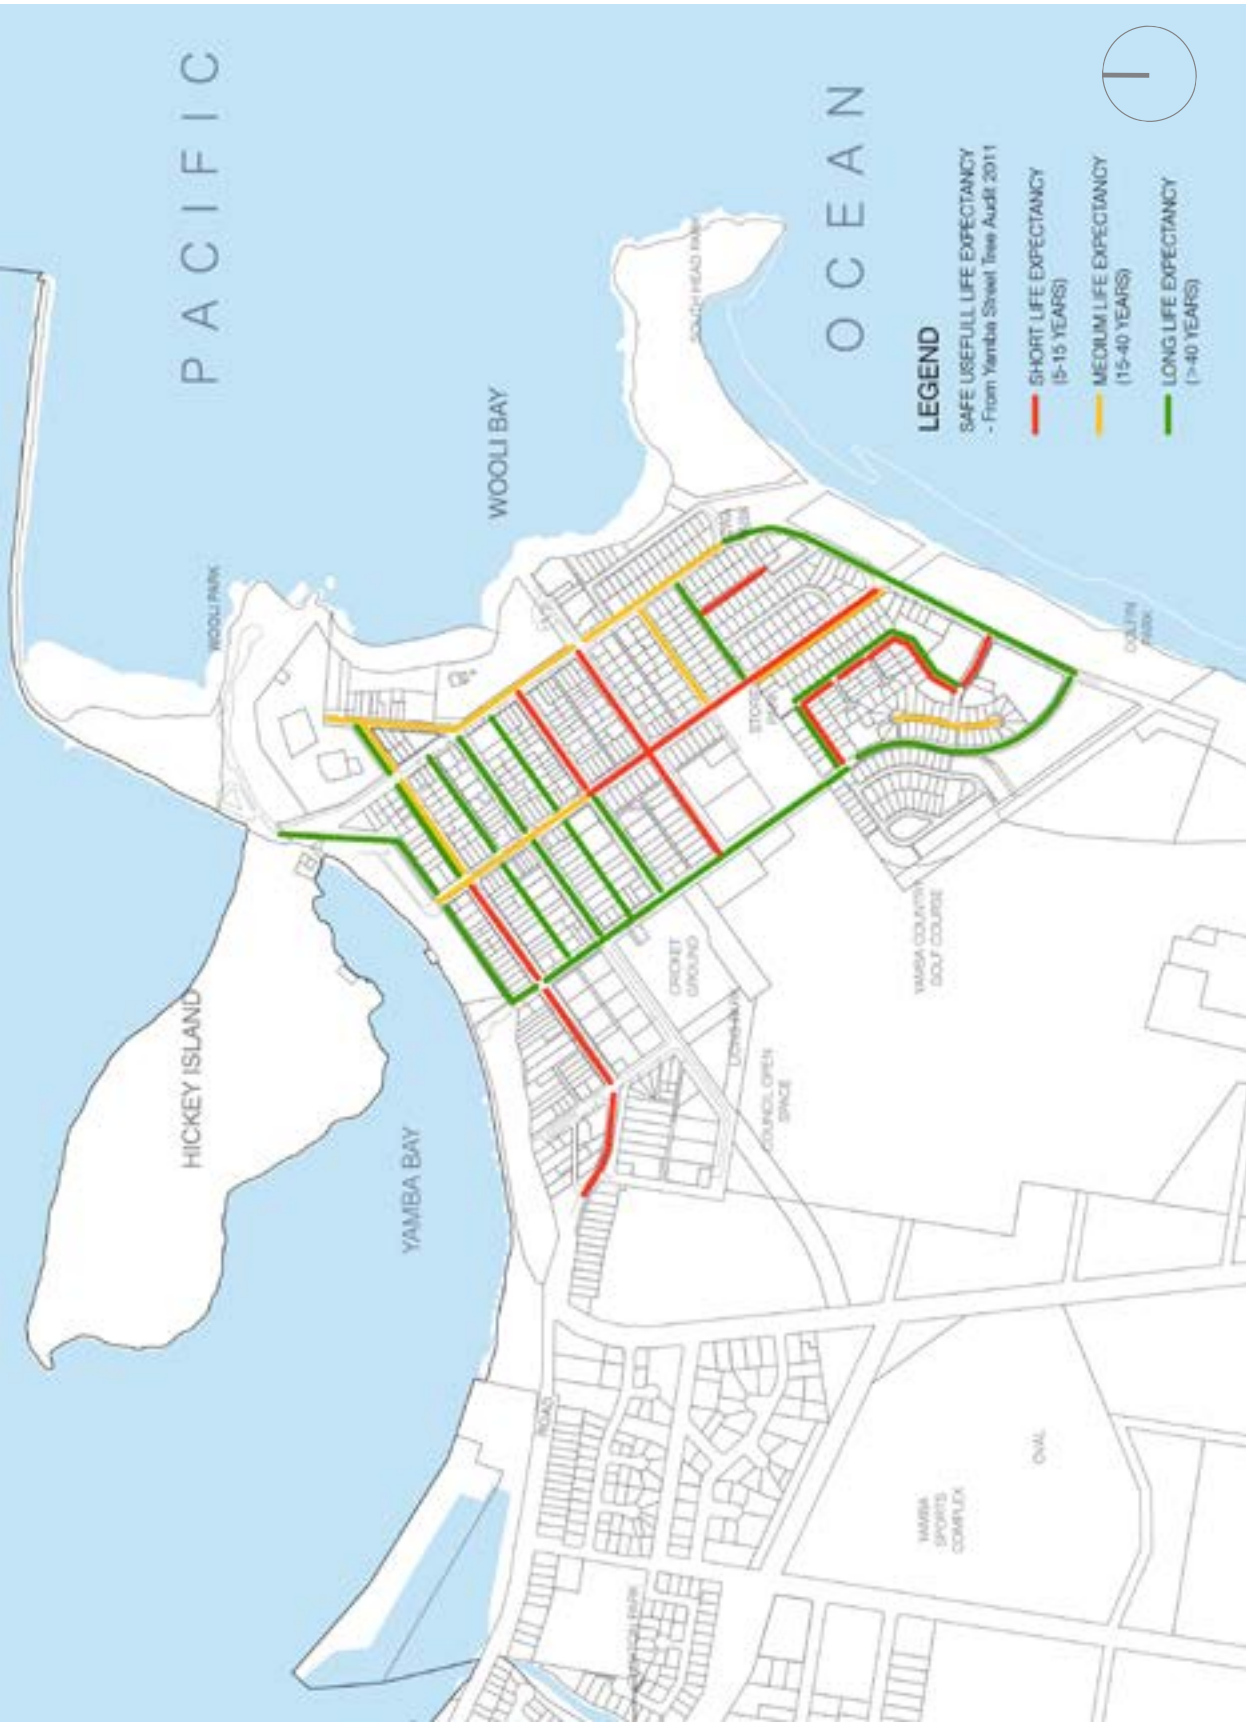 PACIFIC
OCEAN
WOOLI PARK
WOOLI BAY
SOUTH HEAD PARK
HICKEY ISLAND
YAMBA BAY
CRICKET
GROUND
COUNCIL OPEN
SPACE
YAMBA COUNTRY
GOLF COURSE
PARK
ROAD
YAMBA
SPORTS
COMPLEX
OVAL
LEGEND
SAFE USEFULL LIFE EXPECTANCY
- From Yamba Street Tree Audit 2011
SHORT LIFE EXPECTANCY
(5-15 YEARS)
MEDIUM LIFE EXPECTANCY
(15-40 YEARS)
LONG LIFE EXPECTANCY
(>40 YEARS)